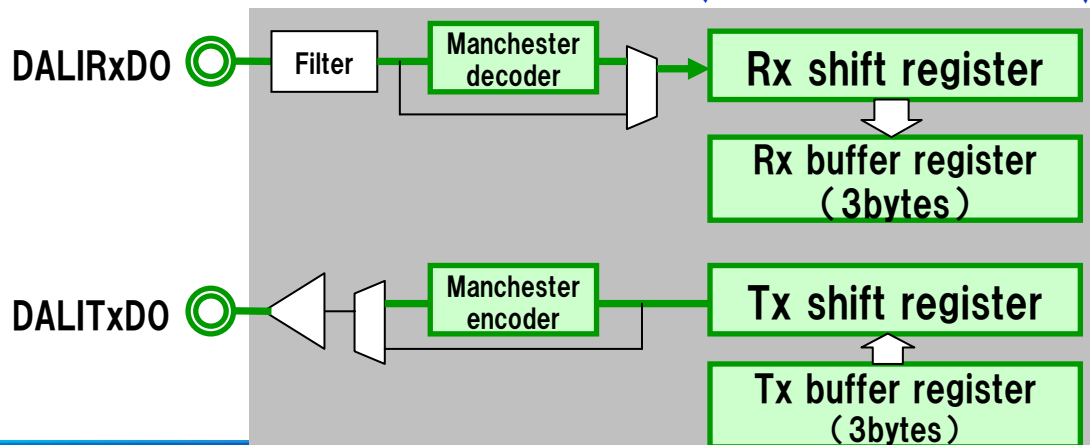 DALIRxDO
Filter
Manchester
decoder
Rx shift register
Rx buffer register
（3bytes）
DALITxDO
Manchester
encoder
Tx shift register
Tx buffer register
（3bytes）